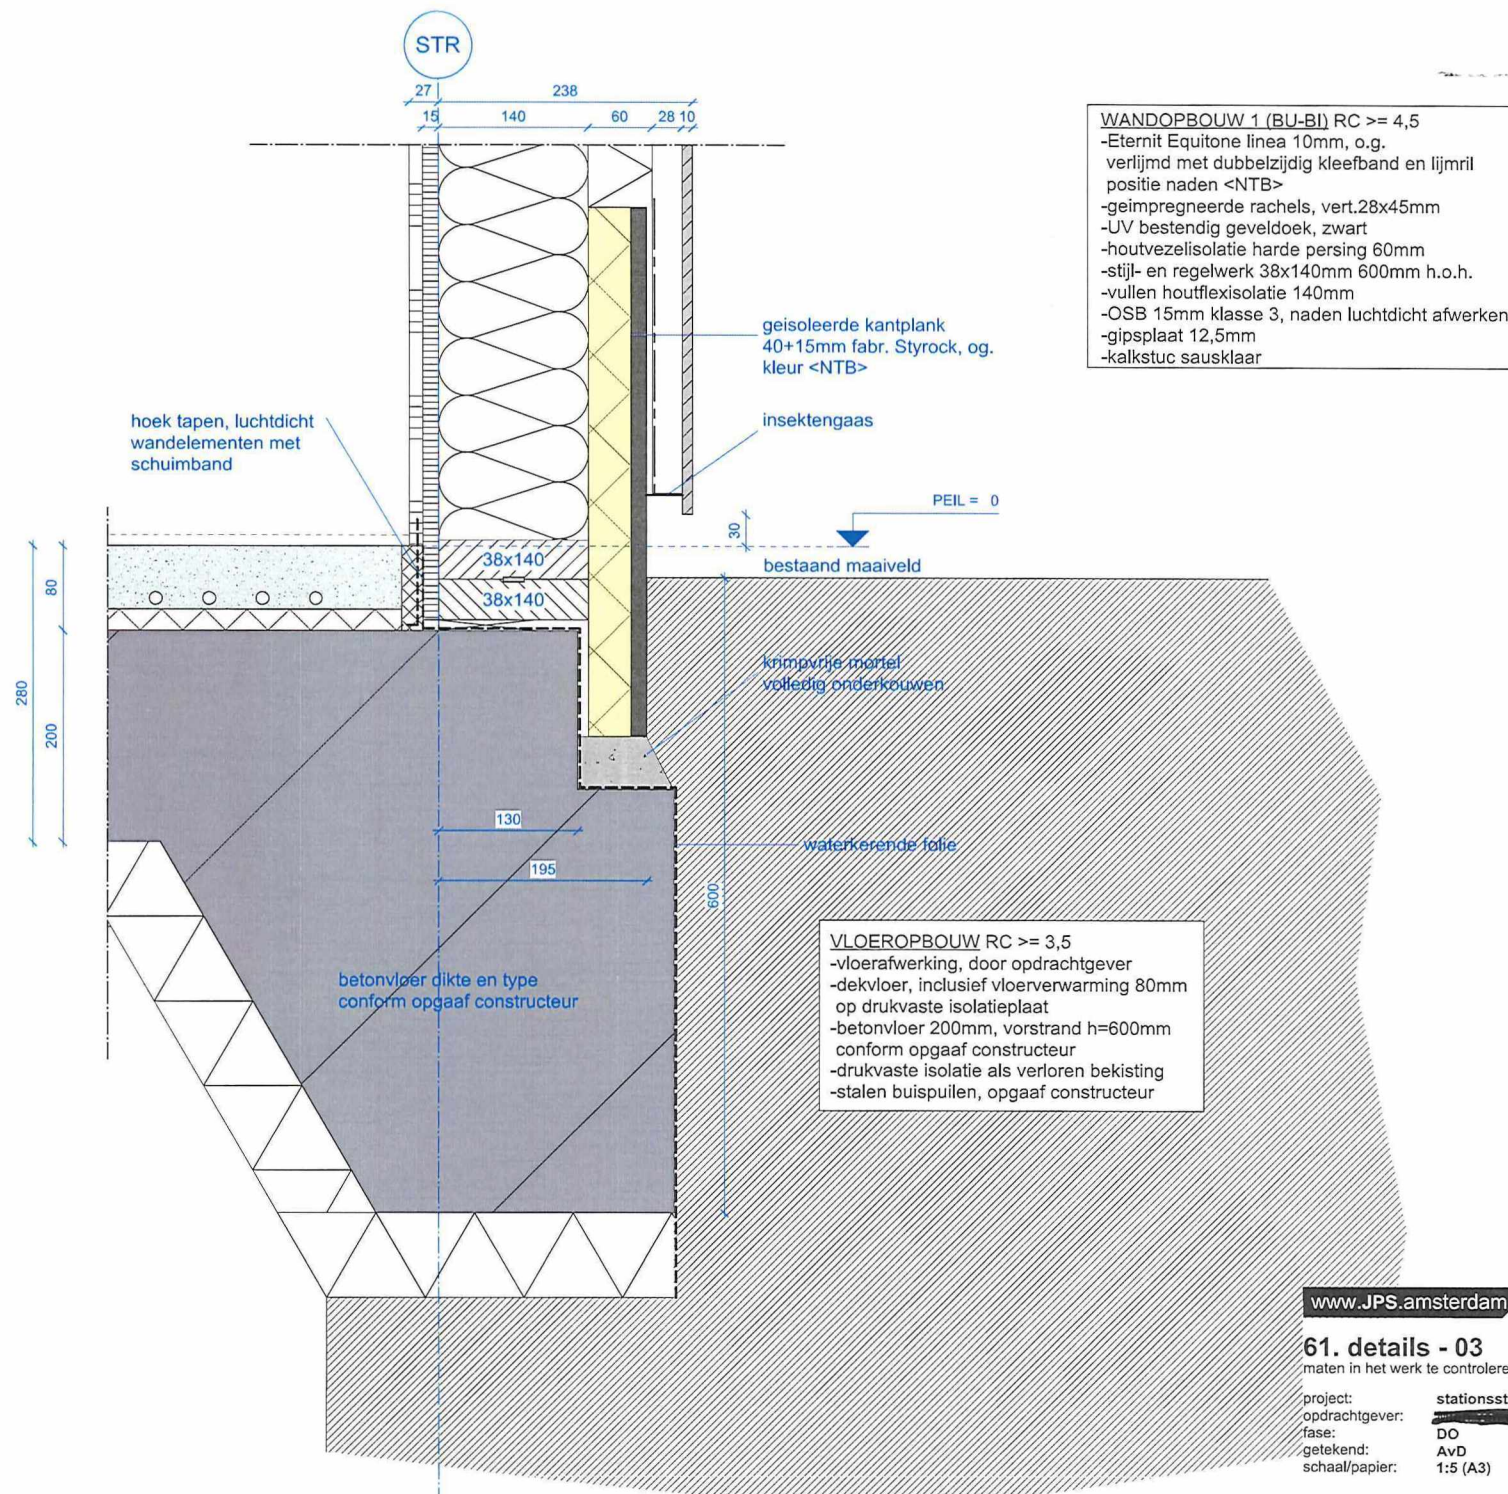 STR
27
238
15
140
60
28
10
WANDOPBOUW 1 (BU-BI) RC >= 4,5
-Eternit Equitone linea 10mm, o.g.
verlijmd met dubbelzijdig kleefband en lijmril
positie naden <NTB>
-geimpregneerde rachels, vert.28x45mm
-UV bestendig geveldoek, zwart
-houtvezelisolatie harde persing 60mm
-stijl- en regelwerk 38x140mm 600mm h.o.h.
-vullen houtflexisolatie 140mm
-OSB 15mm klasse 3, naden luchtdicht afwerken
-gipsplaat 12,5mm
-kalkstuc sausklaar
geisoleerde kantplank
40+15mm fabr. Styrock, og.
kleur <NTB>
insektengaas
hoek tapen, luchtdicht
wandelementen met
schuimband
PEIL = 0
30
bestaand maaiveld
38x140
38x140
80
280
200
krimpvrije mortel
volledig onderkouwen
130
195
waterkerende folie
600
betonvloer dikte en type
conform opgaaf constructeur
VLOEROPBOUW RC >= 3,5
-vloerafwerking, door opdrachtgever
-dekvloer, inclusief vloerverwarming 80mm
op drukvaste isolatieplaat
-betonvloer 200mm, vorstrand h=600mm
conform opgaaf constructeur
-drukvaste isolatie als verloren bekisting
-stalen buispuilen, opgaaf constructeur
www.JPS.amsterdam
61. details - 03
maten in het werk te controlere
project: stationsst
opdrachtgever:
fase: DO
getekend: AvD
schaal/papier: 1:5 (A3)